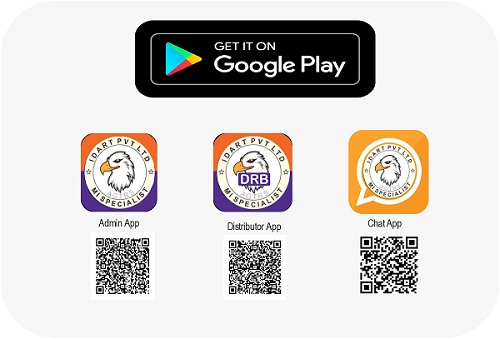 GET IT ON
Google Play
IDART PVT LTD
MI SPECIALIST
IDART PVT LTD
DRB
MI SPECIALIST
IDART PVT LTD
MI SPECIALIST
Admin App
Distributor App
Chat App